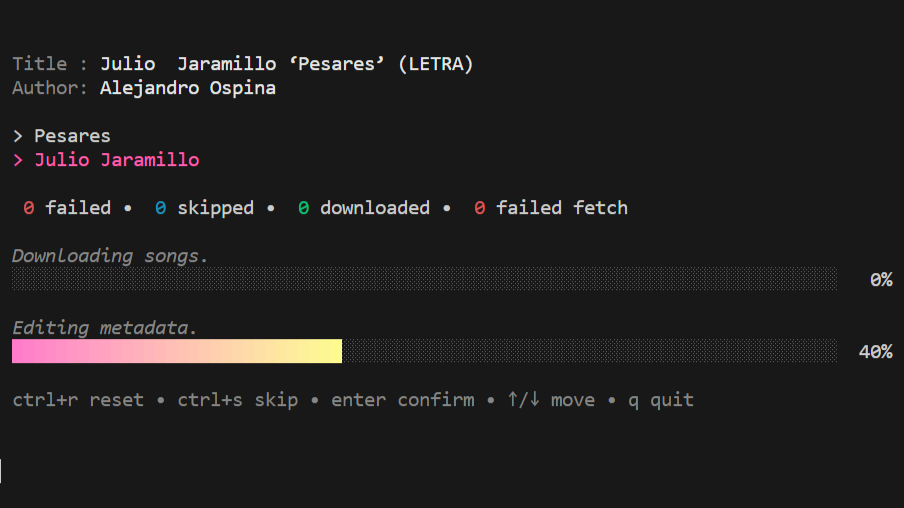 Title : Julio  Jaramillo ‘Pesares’ (LETRA)
Author: Alejandro Ospina
> Pesares
> Julio Jaramillo
0 failed •  0 skipped •  0 downloaded •  0 failed fetch
Downloading songs.
0%
Editing metadata.
40%
ctrl+r reset • ctrl+s skip • enter confirm • ↑/↓ move • q quit